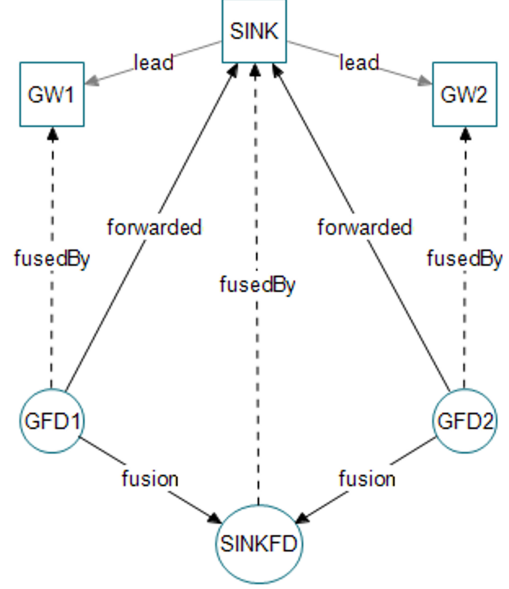 SINK
lead
lead
GW1
GW2
forwarded
forwarded
fusedBy
fusedBy
fusedBy
GFD1
GFD2
fusion
fusion
SINKFD